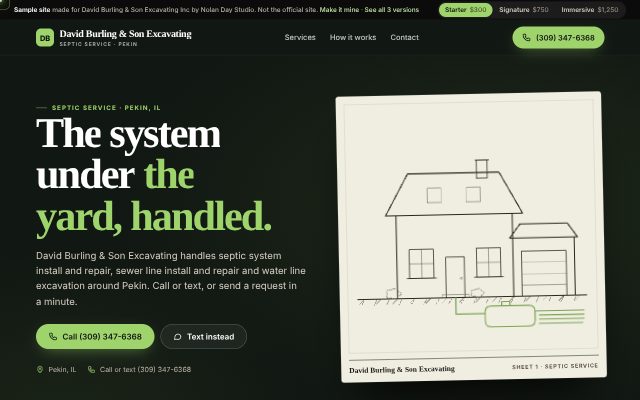 Sample site made for David Burling & Son Excavating Inc by Nolan Day Studio. Not the official site. Make it mine · See all 3 versions
Starter $300 Signature $750 Immersive $1,250
DB David Burling & Son Excavating
SEPTIC SERVICE · PEKIN
Services How it works Contact
(309) 347-6368
SEPTIC SERVICE · PEKIN, IL
The system
under the
yard, handled.
David Burling & Son Excavating handles septic system
install and repair, sewer line install and repair and water line
excavation around Pekin. Call or text, or send a request in
a minute.
Call (309) 347-6368 Text instead
Pekin, IL Call or text (309) 347-6368
David Burling & Son Excavating SHEET 1 · SEPTIC SERVICE